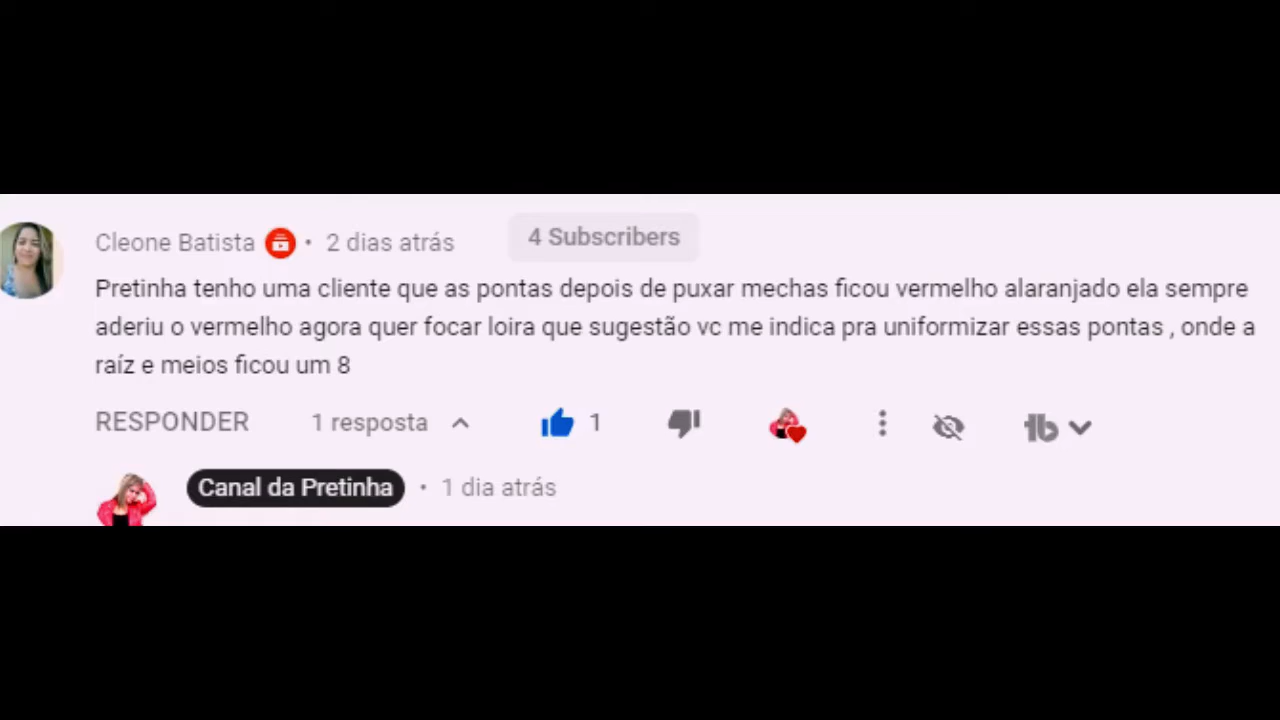 Cleone Batista • 2 dias atrás 4 Subscribers
Pretinha tenho uma cliente que as pontas depois de puxar mechas ficou vermelho alaranjado ela sempre
aderiu o vermelho agora quer focar loira que sugestão vc me indica pra uniformizar essas pontas , onde a
raíz e meios ficou um 8
RESPONDER 1 resposta 1
Canal da Pretinha • 1 dia atrás